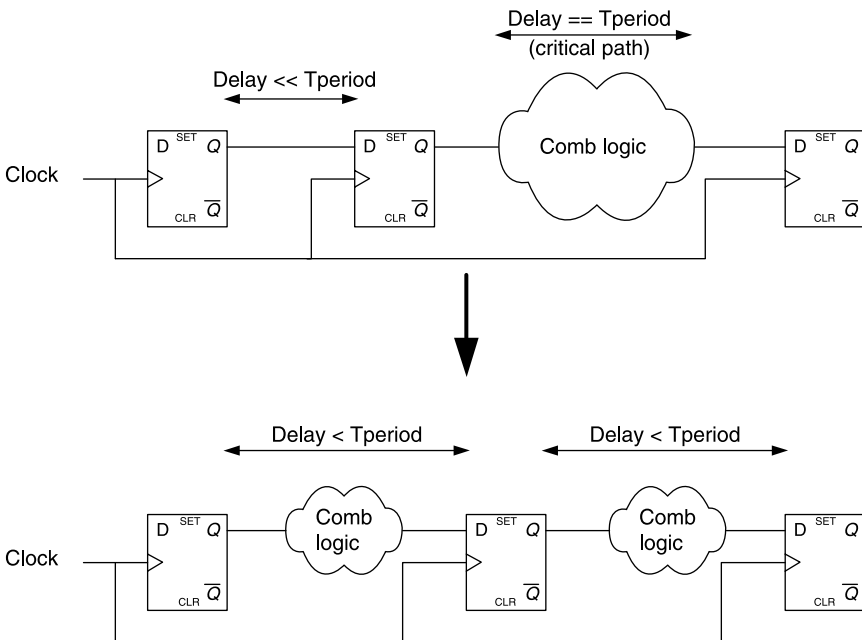 Delay == Tperiod
(critical path)
Delay << Tperiod
D SET Q
D SET Q
Comb logic
D SET Q
Clock
CLR Q̅
CLR Q̅
CLR Q̅
Delay < Tperiod
Delay < Tperiod
D SET Q
Comb
logic
D SET Q
Comb
logic
D SET Q
Clock
CLR Q̅
CLR Q̅
CLR Q̅